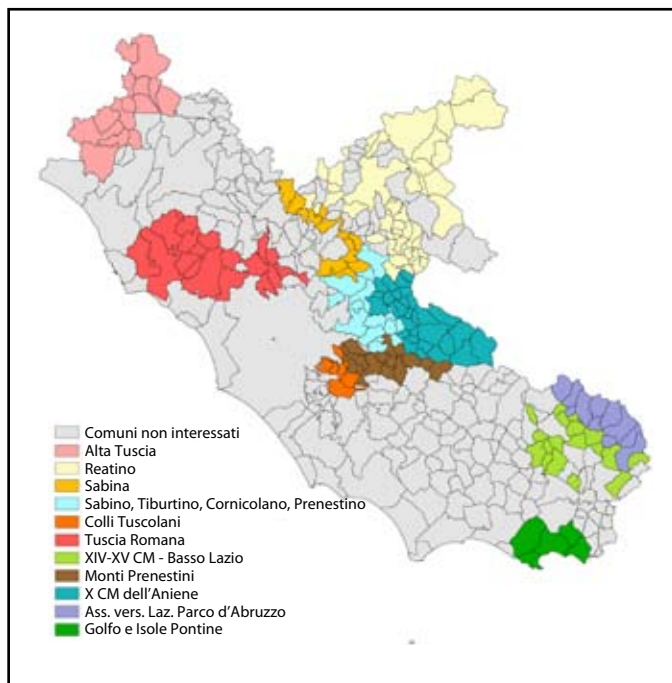 Comuni non interessati
Alta Tuscia
Reatino
Sabina
Sabino, Tiburtino, Cornicolano, Prenestino
Colli Tuscolani
Tuscia Romana
XIV-XV CM - Basso Lazio
Monti Prenestini
X CM dell'Aniene
Ass. vers. Laz. Parco d'Abruzzo
Golfo e Isole Pontine